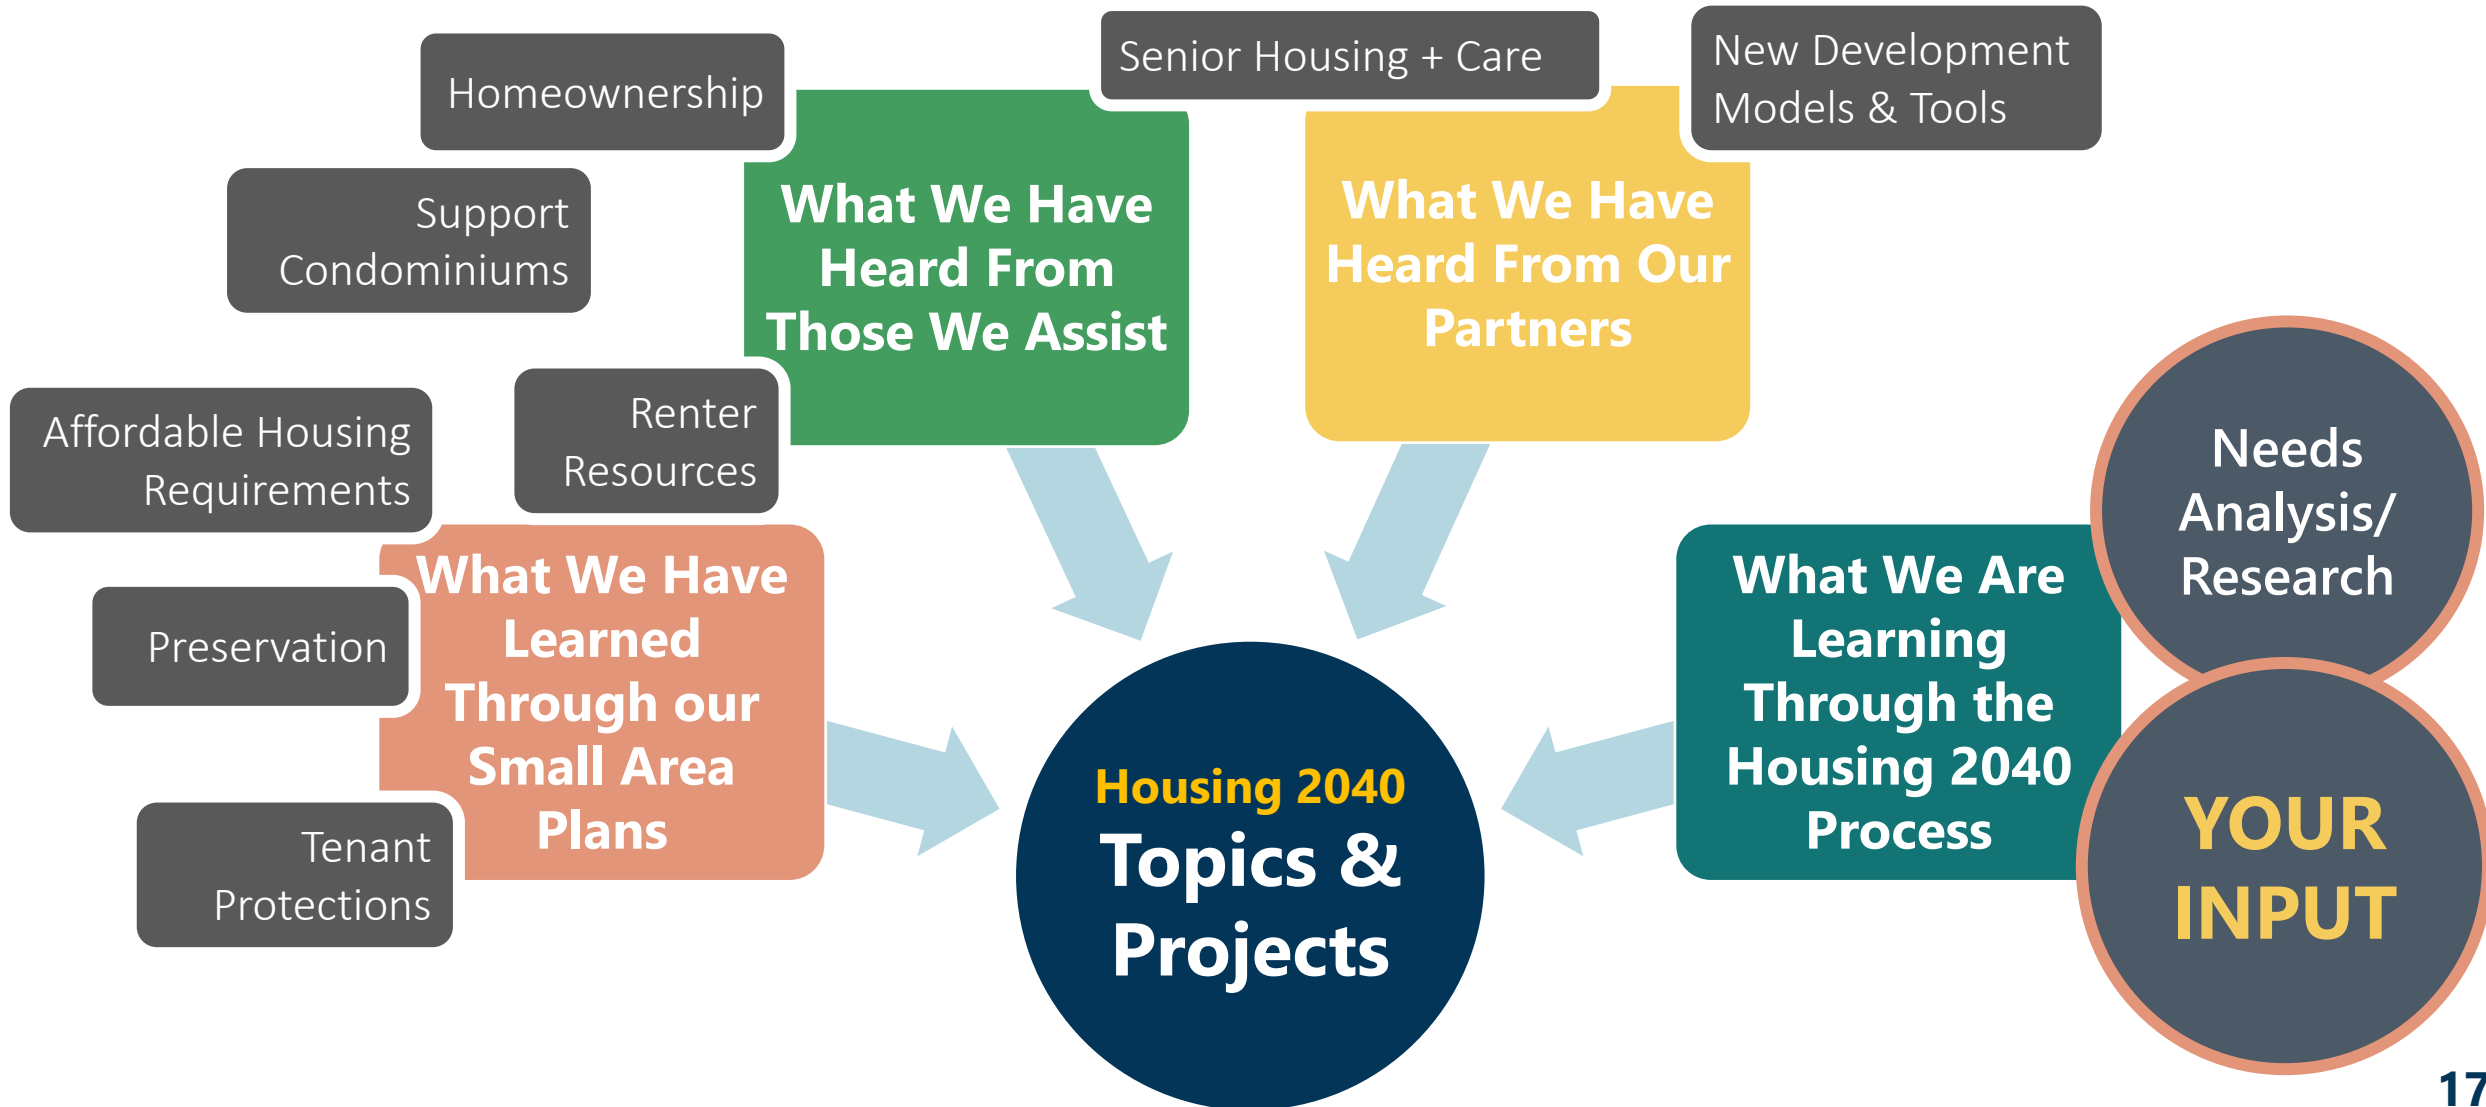 Homeownership
Senior Housing + Care
New Development
Models & Tools
Support
Condominiums
What We Have
Heard From
Those We Assist
What We Have
Heard From Our
Partners
Affordable Housing
Requirements
Renter
Resources
Preservation
Tenant
Protections
What We Have
Learned
Through our
Small Area
Plans
Housing 2040
Topics &
Projects
What We Are
Learning
Through the
Housing 2040
Process
Needs
Analysis/
Research
YOUR
INPUT
17